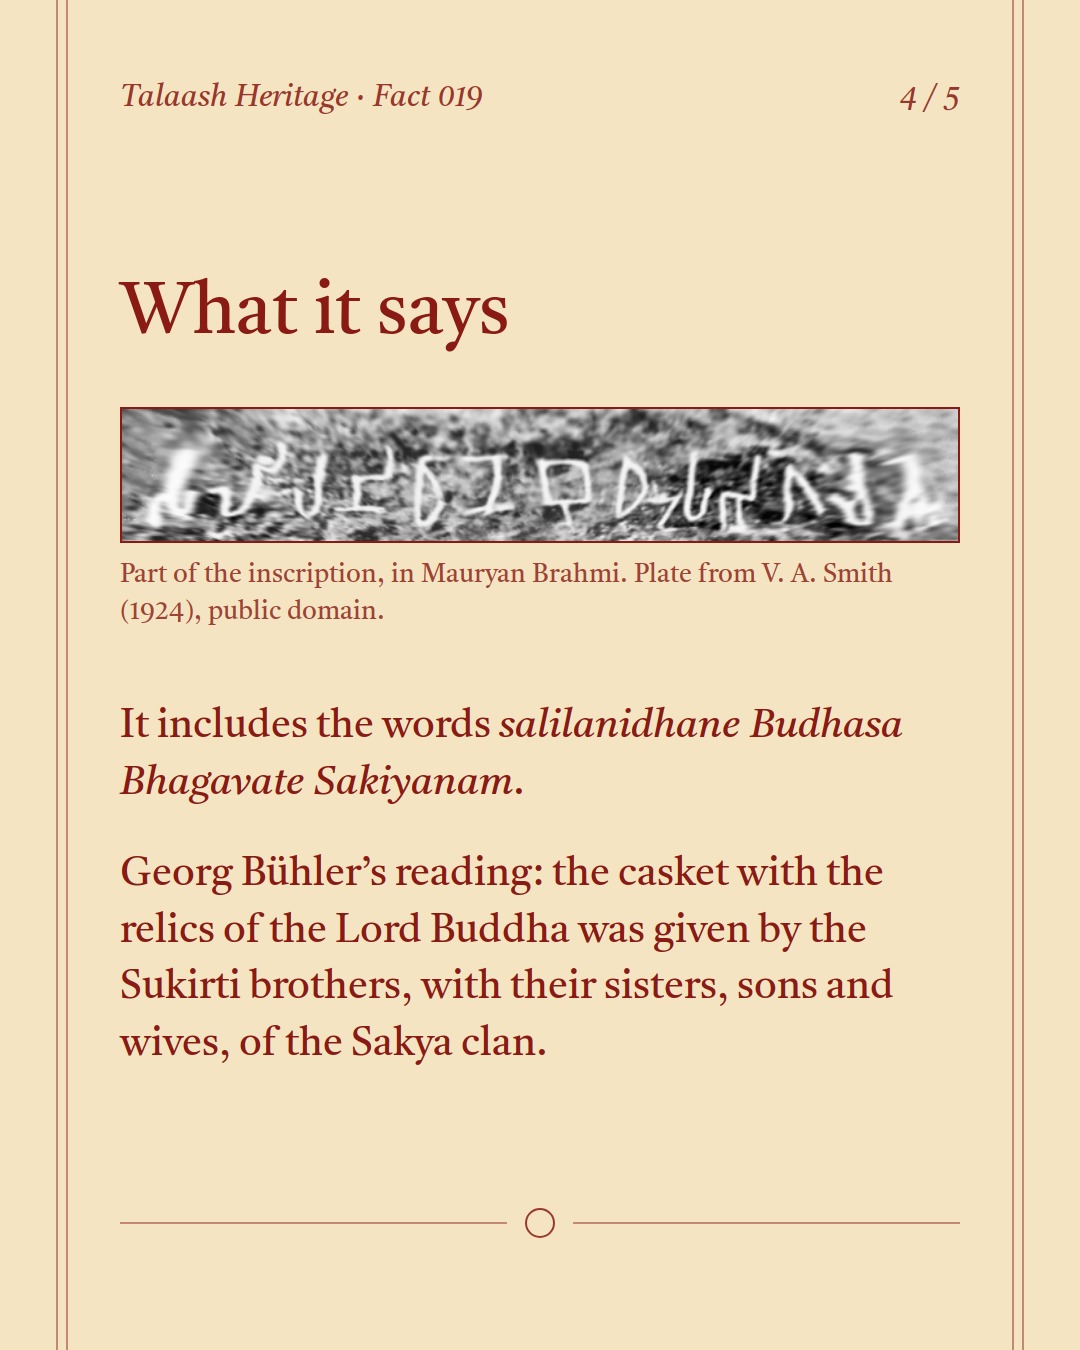 Talaash Heritage · Fact 019
4 / 5
What it says
Part of the inscription, in Mauryan Brahmi. Plate from V. A. Smith
(1924), public domain.
It includes the words salilanidhane Budhasa
Bhagavate Sakiyanam.
Georg Bühler’s reading: the casket with the
relics of the Lord Buddha was given by the
Sukirti brothers, with their sisters, sons and
wives, of the Sakya clan.